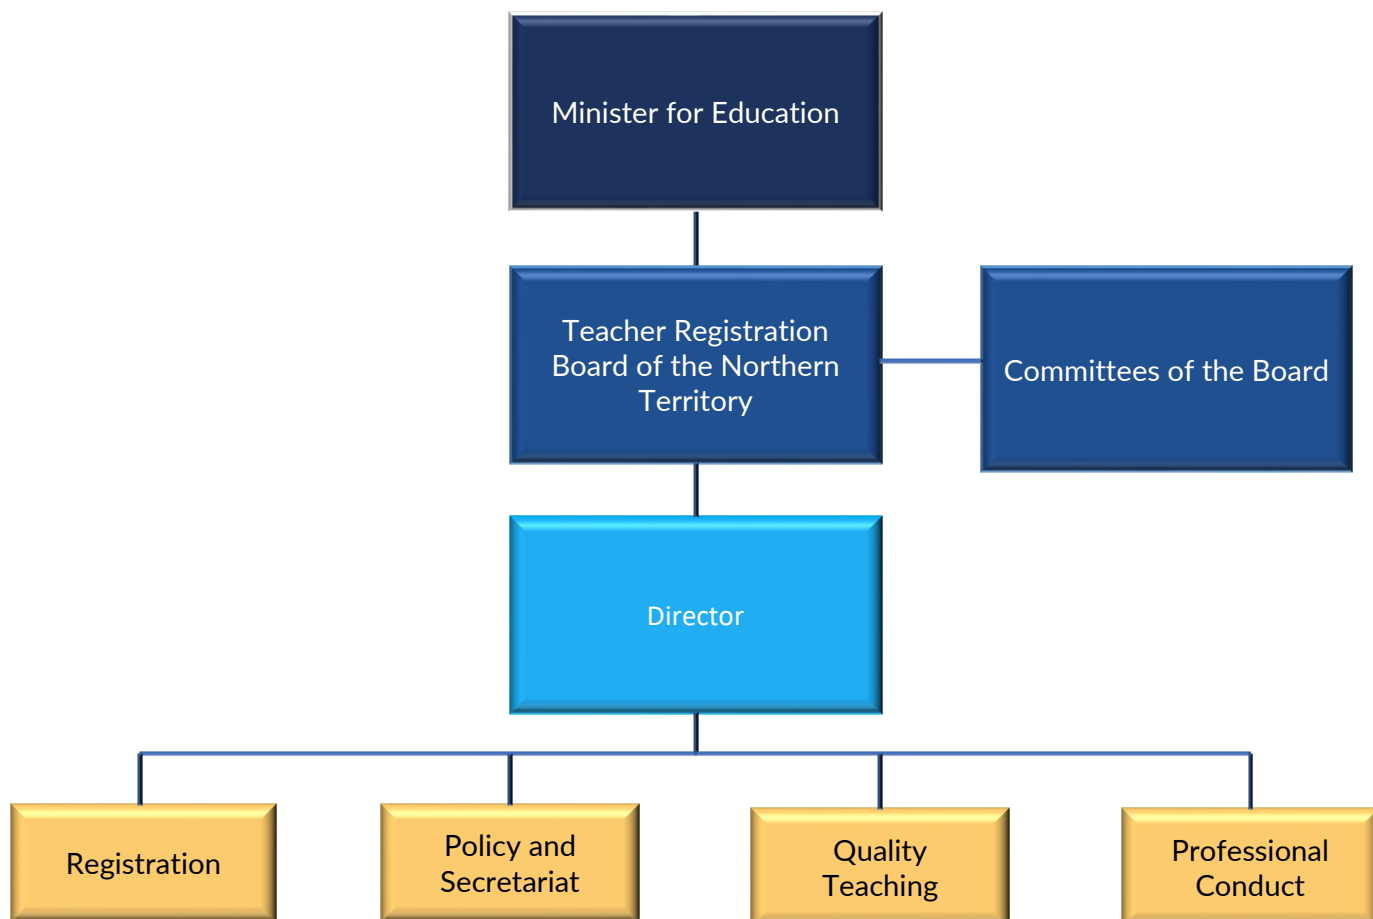 Minister for Education
Teacher Registration
Board of the Northern
Territory
Committees of the Board
Director
Registration
Policy and
Secretariat
Quality
Teaching
Professional
Conduct